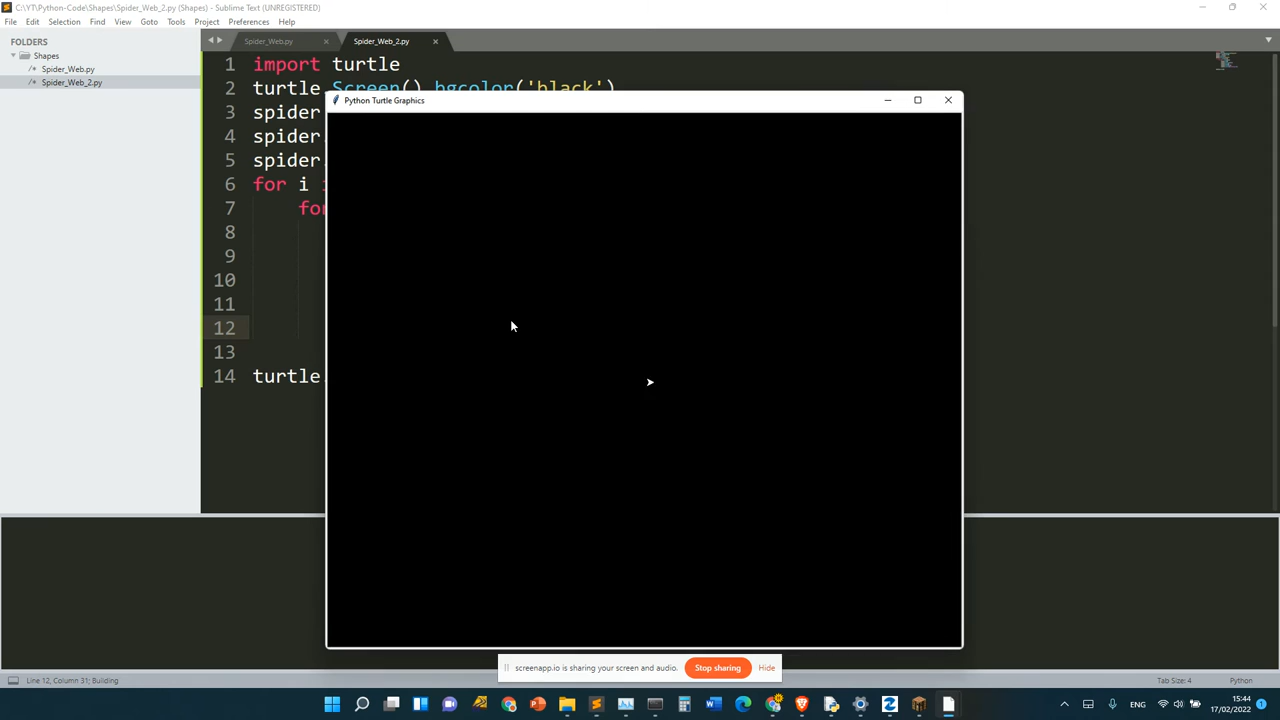 C:\YT\Python-Code\Shapes\Spider_Web_2.py (Shapes) - Sublime Text (UNREGISTERED)
File Edit Selection Find View Goto Tools Project Preferences Help
FOLDERS
Shapes
/* Spider_Web.py
/* Spider_Web_2.py
Spider_Web.py
Spider_Web_2.py
1 import turtle
2 turtle.Screen().bgcolor('black')
3 spider
4 spider.
5 spider.
6 for i
7 for
8
9
10
11
12
13
14 turtle.
Python Turtle Graphics
screenapp.io is sharing your screen and audio. Stop sharing Hide
Line 12, Column 31; Building
Tab Size: 4 Python
ENG
15:44
17/02/2022